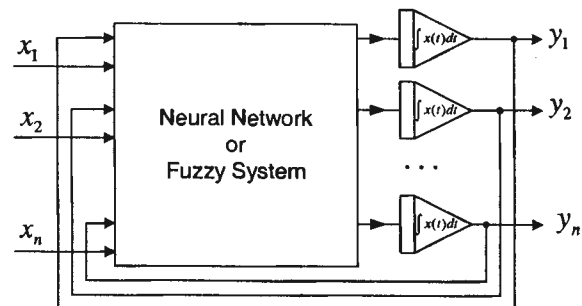 x₁
x₂
xₙ
Neural Network
or
Fuzzy System
∫x(t)dt
∫x(t)dt
. . .
∫x(t)dt
y₁
y₂
yₙ